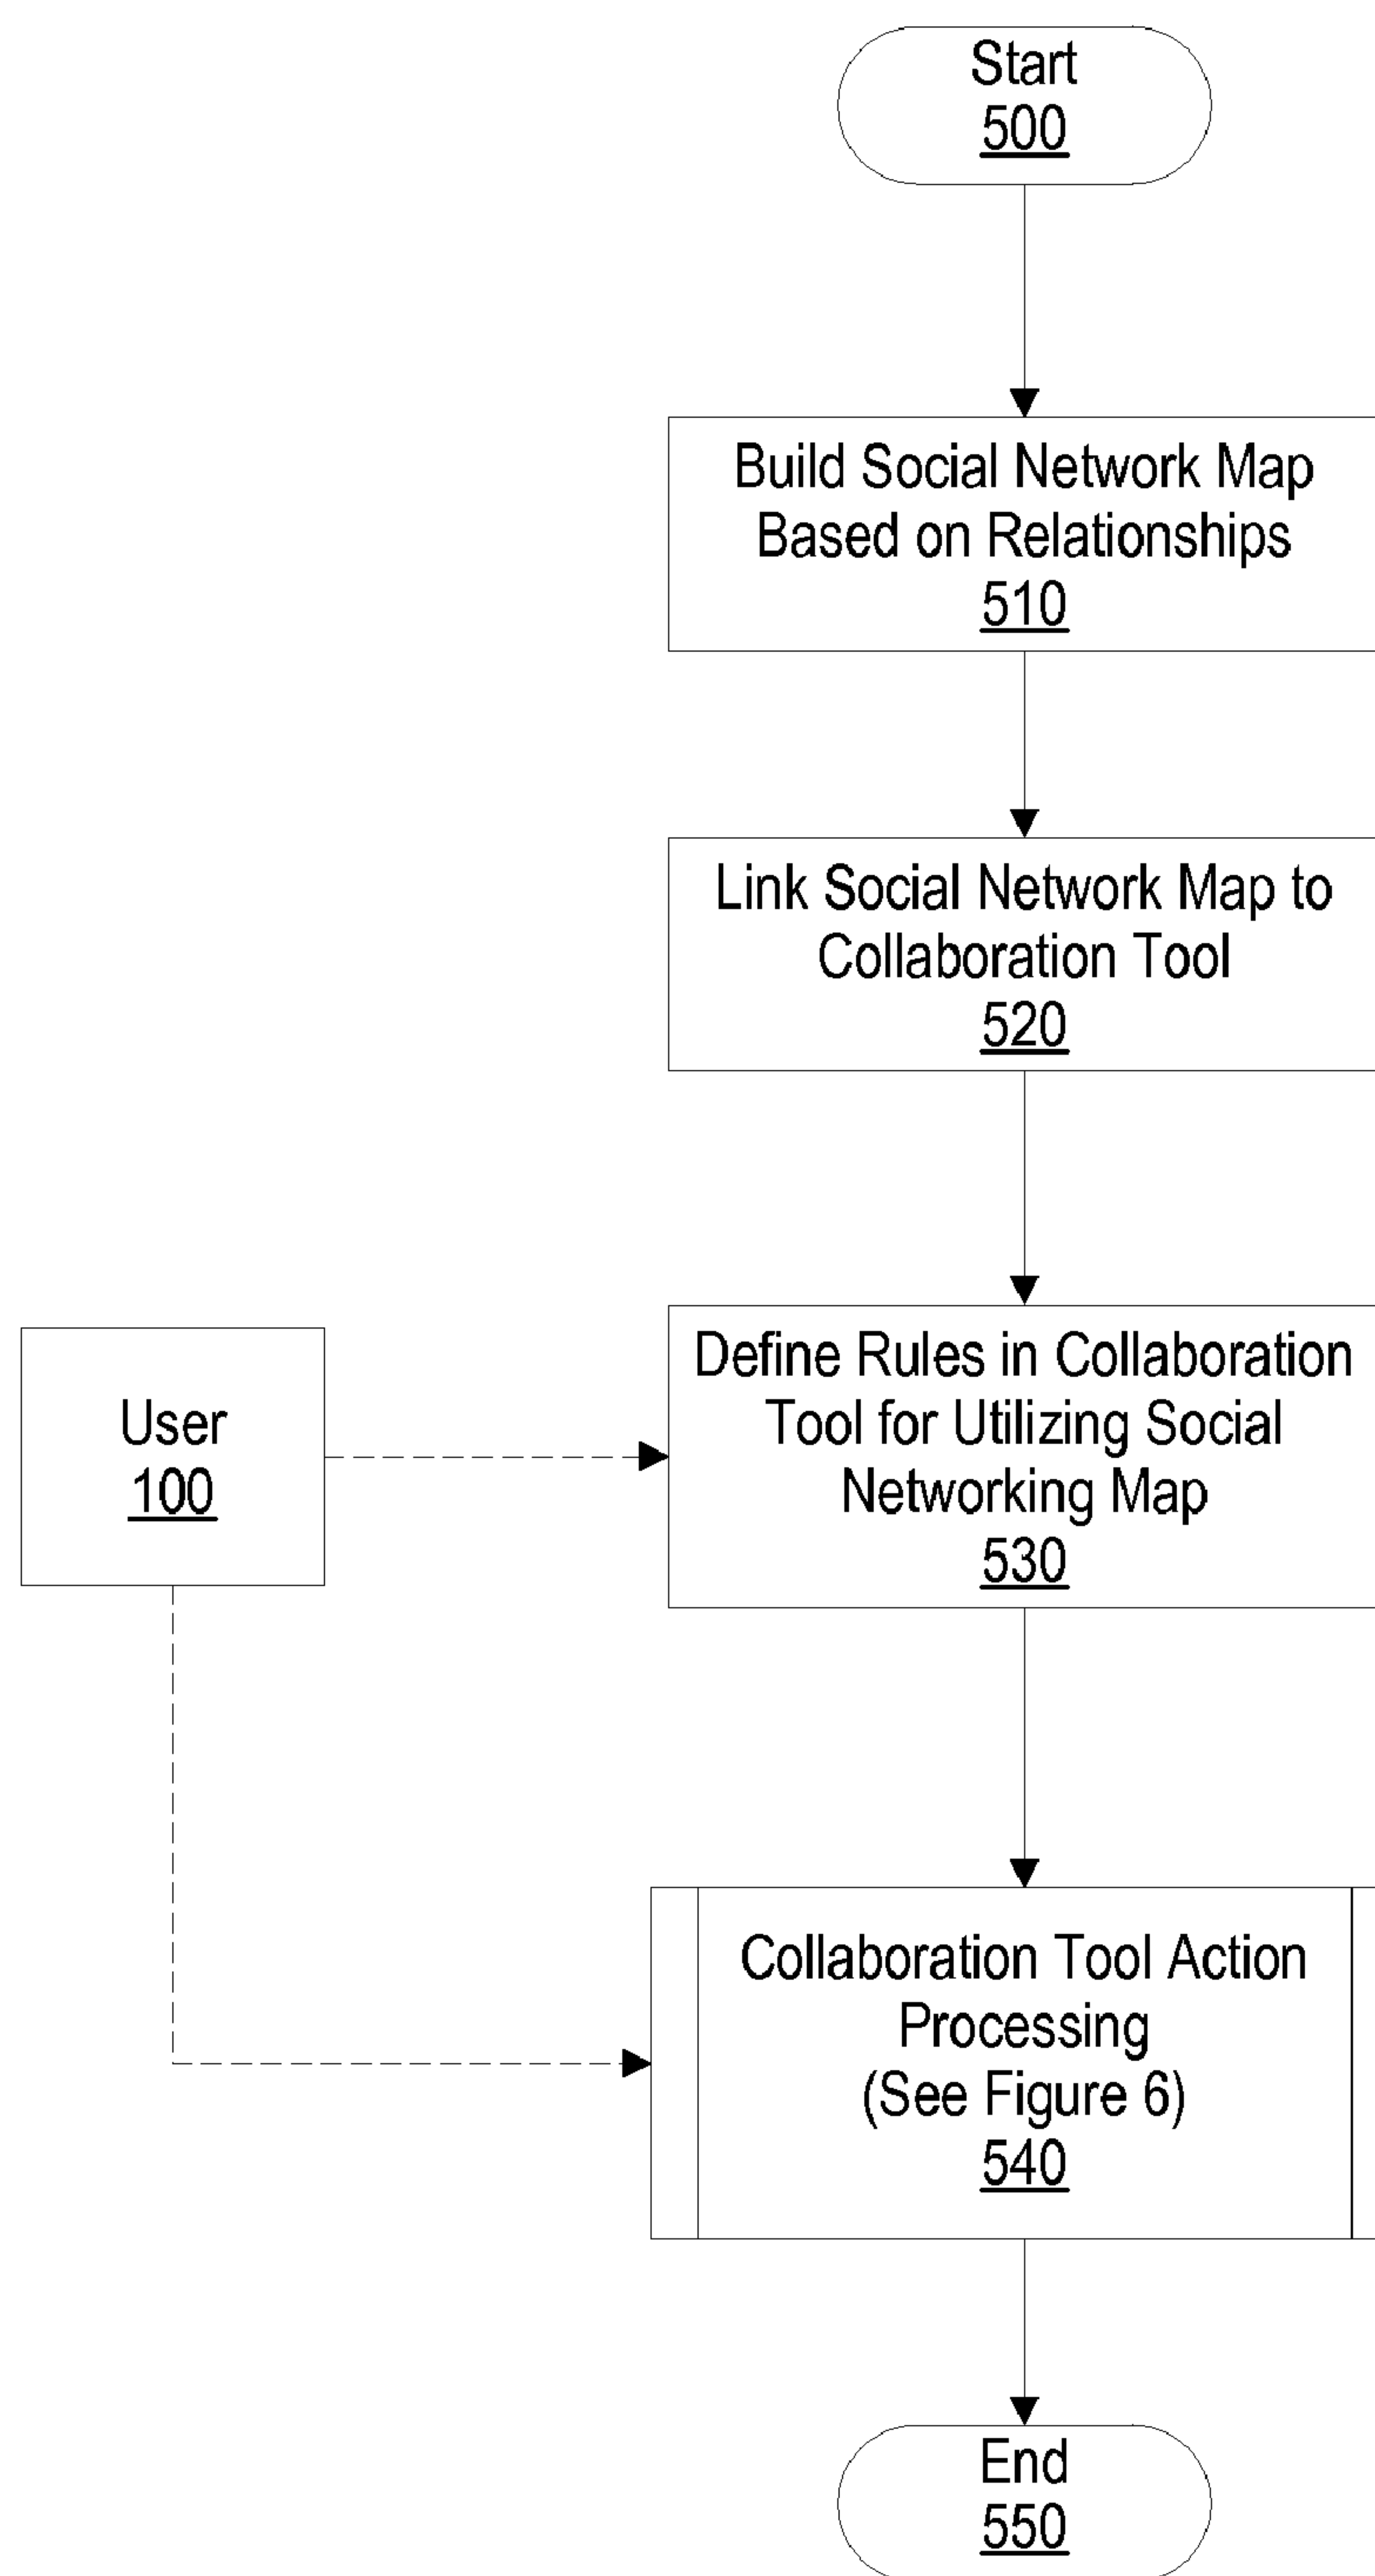 Start
500
Build Social Network Map
Based on Relationships
510
Link Social Network Map to
Collaboration Tool
520
Define Rules in Collaboration
Tool for Utilizing Social
Networking Map
530
User
100
Collaboration Tool Action
Processing
(See Figure 6)
540
End
550